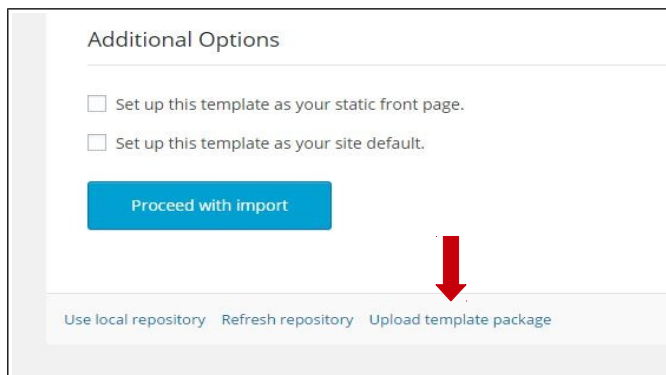 Additional Options
Set up this template as your static front page.
Set up this template as your site default.
Proceed with import
Use local repository Refresh repository Upload template package